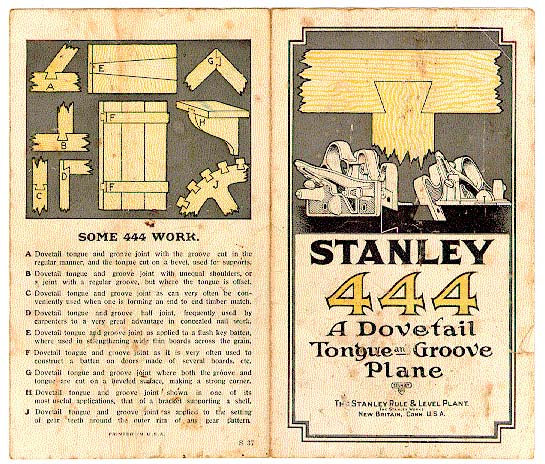 A
E
G
B
F
H
C
D
F
J
SOME 444 WORK.
A Dovetail tongue and groove joint with the groove cut in the
regular manner, and the tongue cut on a bevel, used for supports.
B Dovetail tongue and groove joint with unequal shoulders, or
a joint with a regular groove, but where the tongue is offset.
C Dovetail tongue and groove joint as can very often be con-
veniently used when one is forming an end to end timber match.
D Dovetail tongue and groove half joint, frequently used by
carpenters to a very great advantage in concealed nail work.
E Dovetail tongue and groove joint as applied to a flush key batten,
where used in strengthening wide thin boards across the grain.
F Dovetail tongue and groove joint as it is very often used to
construct a batten on doors made of several boards, etc.
G Dovetail tongue and groove joint where both the groove and
tongue are cut on a beveled surface, making a strong corner.
H Dovetail tongue and groove joint shown in one of its
most useful applications, that of a bracket supporting a shelf.
J Dovetail tongue and groove joint as applied to the setting
of gear teeth around the outer rim of any gear pattern.
PRINTED IN U.S.A.
S 37
STANLEY
444
A Dovetail
Tongue and Groove
Plane
STANLEY
THE STANLEY RULE & LEVEL PLANT.
THE STANLEY WORKS
NEW BRITAIN, CONN. U.S.A.